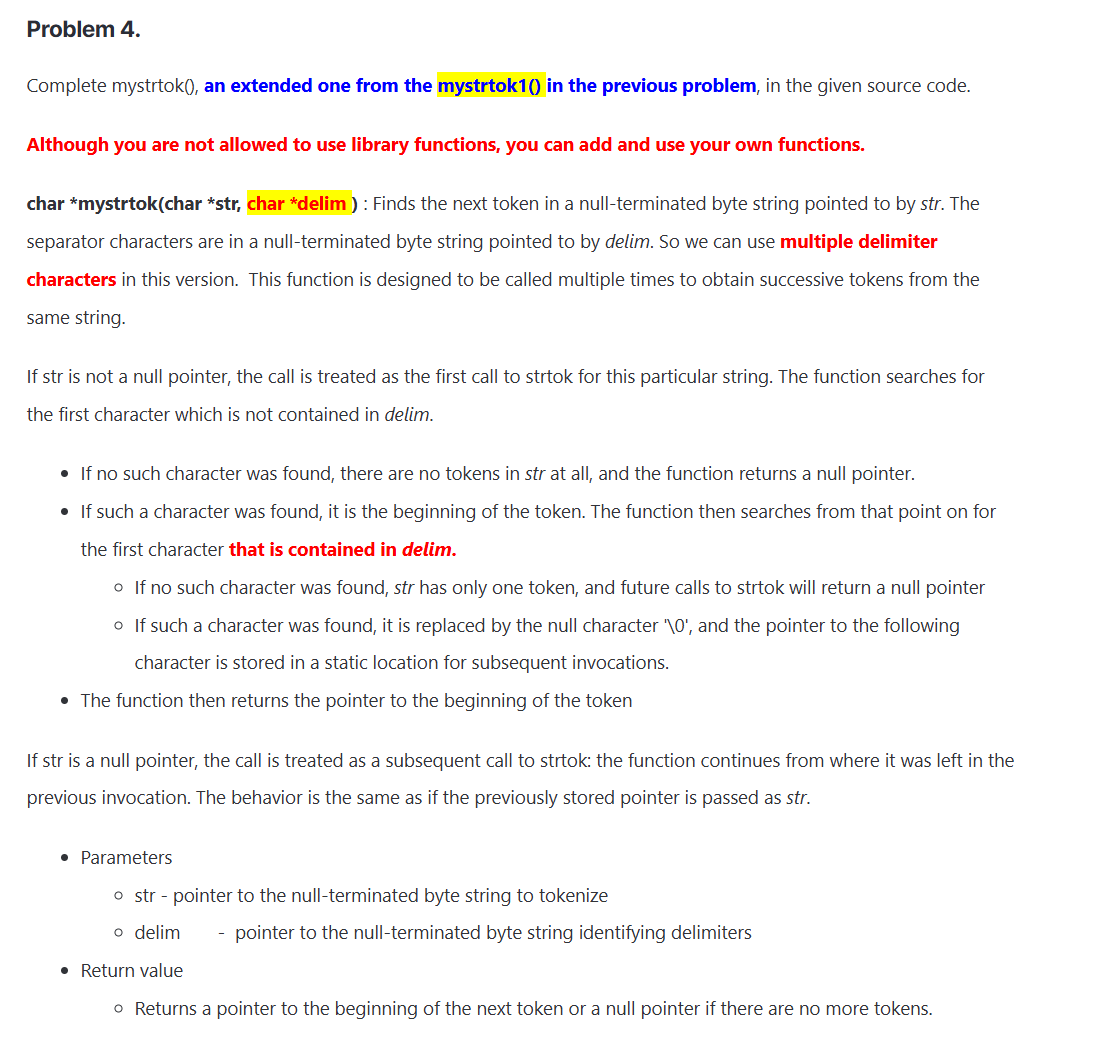 Problem 4.
Complete mystrtok(), an extended one from the mystrtok1() in the previous problem, in the given source code.
Although you are not allowed to use library functions, you can add and use your own functions.
char *mystrtok(char *str, char *delim ) : Finds the next token in a null-terminated byte string pointed to by str. The
separator characters are in a null-terminated byte string pointed to by delim. So we can use multiple delimiter
characters in this version. This function is designed to be called multiple times to obtain successive tokens from the
same string.
If str is not a null pointer, the call is treated as the first call to strtok for this particular string. The function searches for
the first character which is not contained in delim.
• If no such character was found, there are no tokens in str at all, and the function returns a null pointer.
• If such a character was found, it is the beginning of the token. The function then searches from that point on for
the first character that is contained in delim.
◦ If no such character was found, str has only one token, and future calls to strtok will return a null pointer
◦ If such a character was found, it is replaced by the null character '\0', and the pointer to the following
character is stored in a static location for subsequent invocations.
• The function then returns the pointer to the beginning of the token
If str is a null pointer, the call is treated as a subsequent call to strtok: the function continues from where it was left in the
previous invocation. The behavior is the same as if the previously stored pointer is passed as str.
• Parameters
◦ str - pointer to the null-terminated byte string to tokenize
◦ delim - pointer to the null-terminated byte string identifying delimiters
• Return value
◦ Returns a pointer to the beginning of the next token or a null pointer if there are no more tokens.